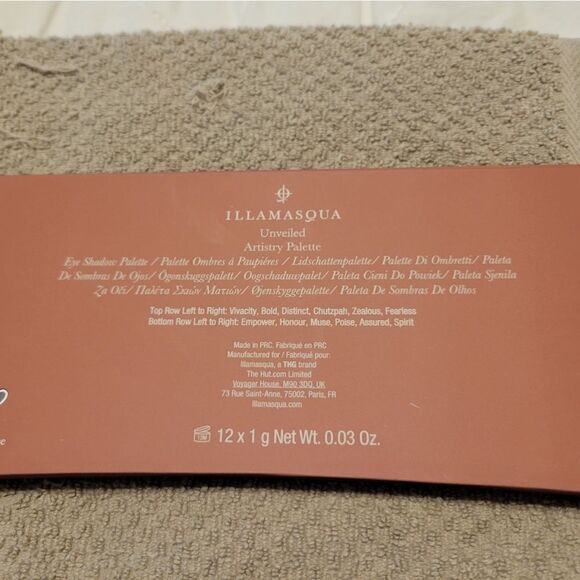 ILLAMASQUA
Unveiled
Artistry Palette
Eye Shadow Palette / Palette Ombres á Paupières / Lidschattenpalette/ Palette Di Ombretti/ Paleta
De Sombras De Ojos/ Ögonskuggspalett/ Oogschaduwpalet/ Paleta Cieni Do Powiek/ Paleta Sjenila
Za Oči/ Παλέτα Σκιών Ματιών/ Øjenskyggepalette/ Paleta De Sombras De Olhos
Top Row Left to Right: Vivacity, Bold, Distinct, Chutzpah, Zealous, Fearless
Bottom Row Left to Right: Empower, Honour, Muse, Poise, Assured, Spirit
Made in PRC. Fabriqué en PRC
Manufactured for / Fabriqué pour:
Illamasqua, a THG brand
The Hut.com Limited
Voyager House, M90 3DQ, UK
73 Rue Saint-Anne, 75002, Paris, FR
Illamasqua.com
12M 12 x 1 g Net Wt. 0.03 Oz.